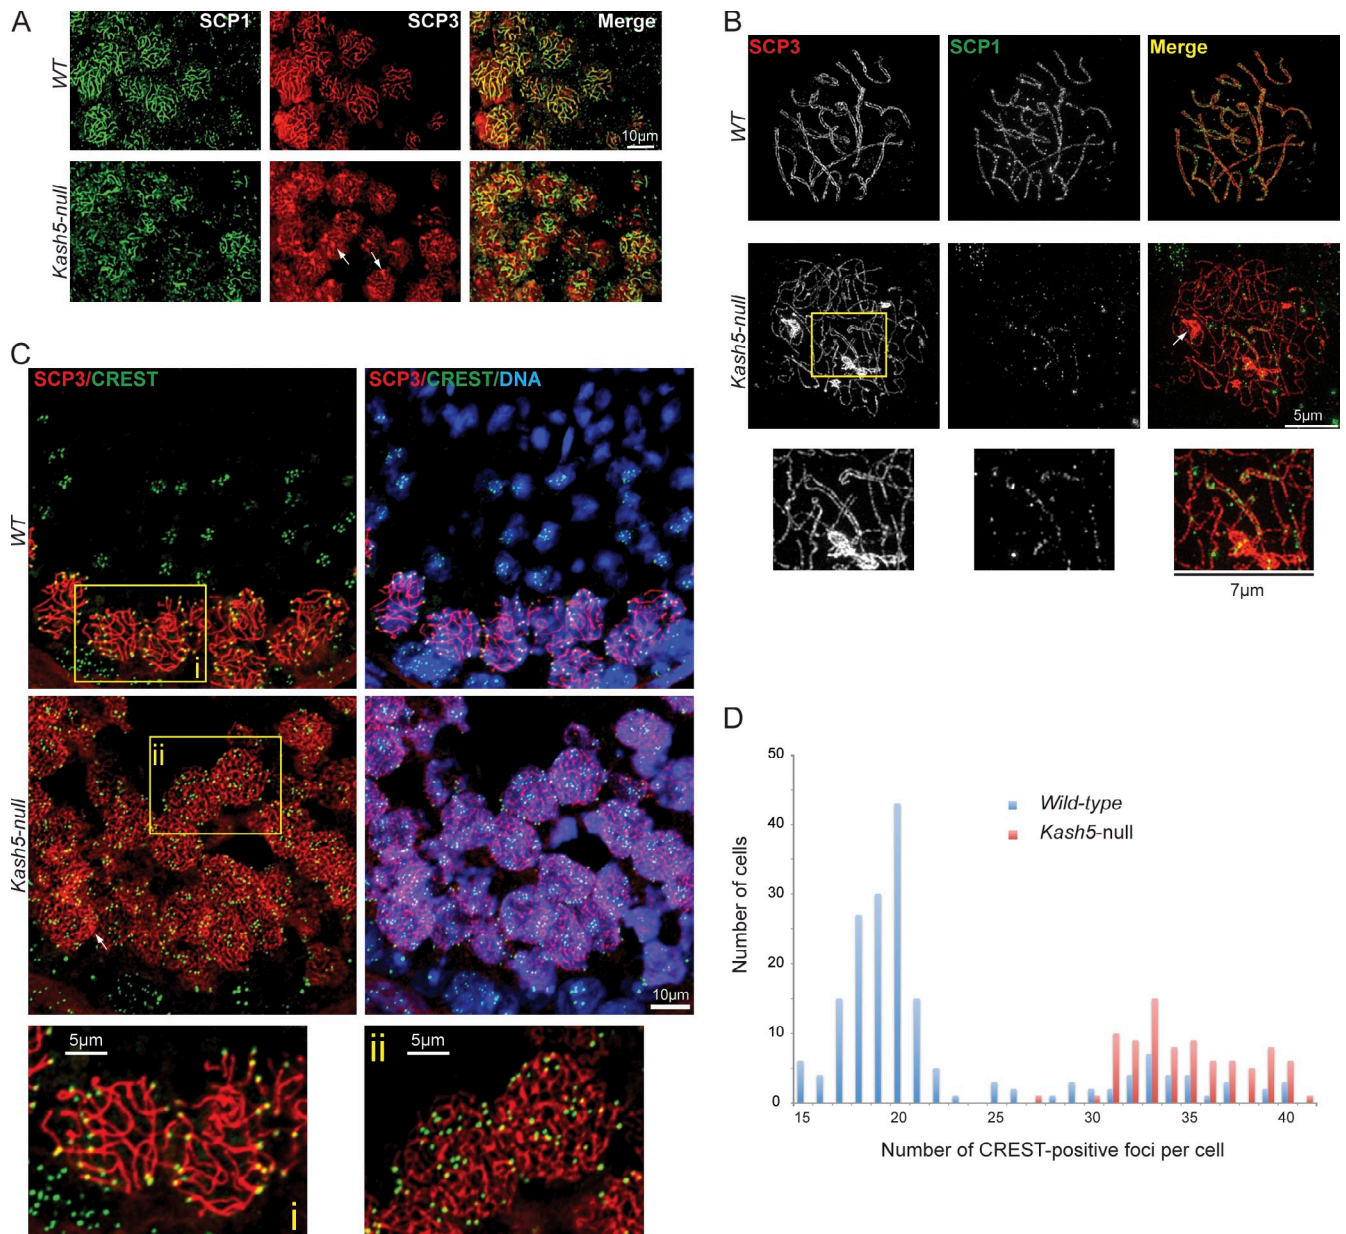 A
SCP1
SCP3
Merge
WT
10µm
Kash5-null
B
SCP3
SCP1
Merge
WT
Kash5-null
5µm
7µm
C
SCP3/CREST
SCP3/CREST/DNA
WT
i
Kash5-null
ii
10µm
5µm
i
ii
5µm
D
50
40
30
20
10
0
Number of cells
Wild-type
Kash5-null
15
20
25
30
35
40
Number of CREST-positive foci per cell